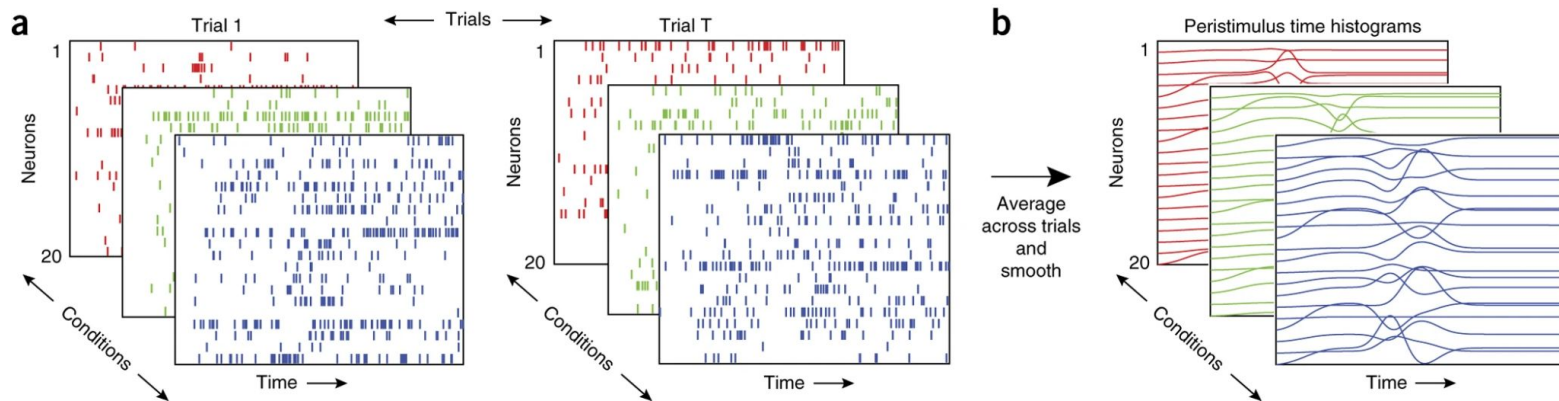 a
Trial 1
Trials
Trial T
1
Neurons
20
Conditions
Time
1
Neurons
20
Conditions
Time
Average
across trials
and
smooth
b
Peristimulus time histograms
1
Neurons
20
Conditions
Time